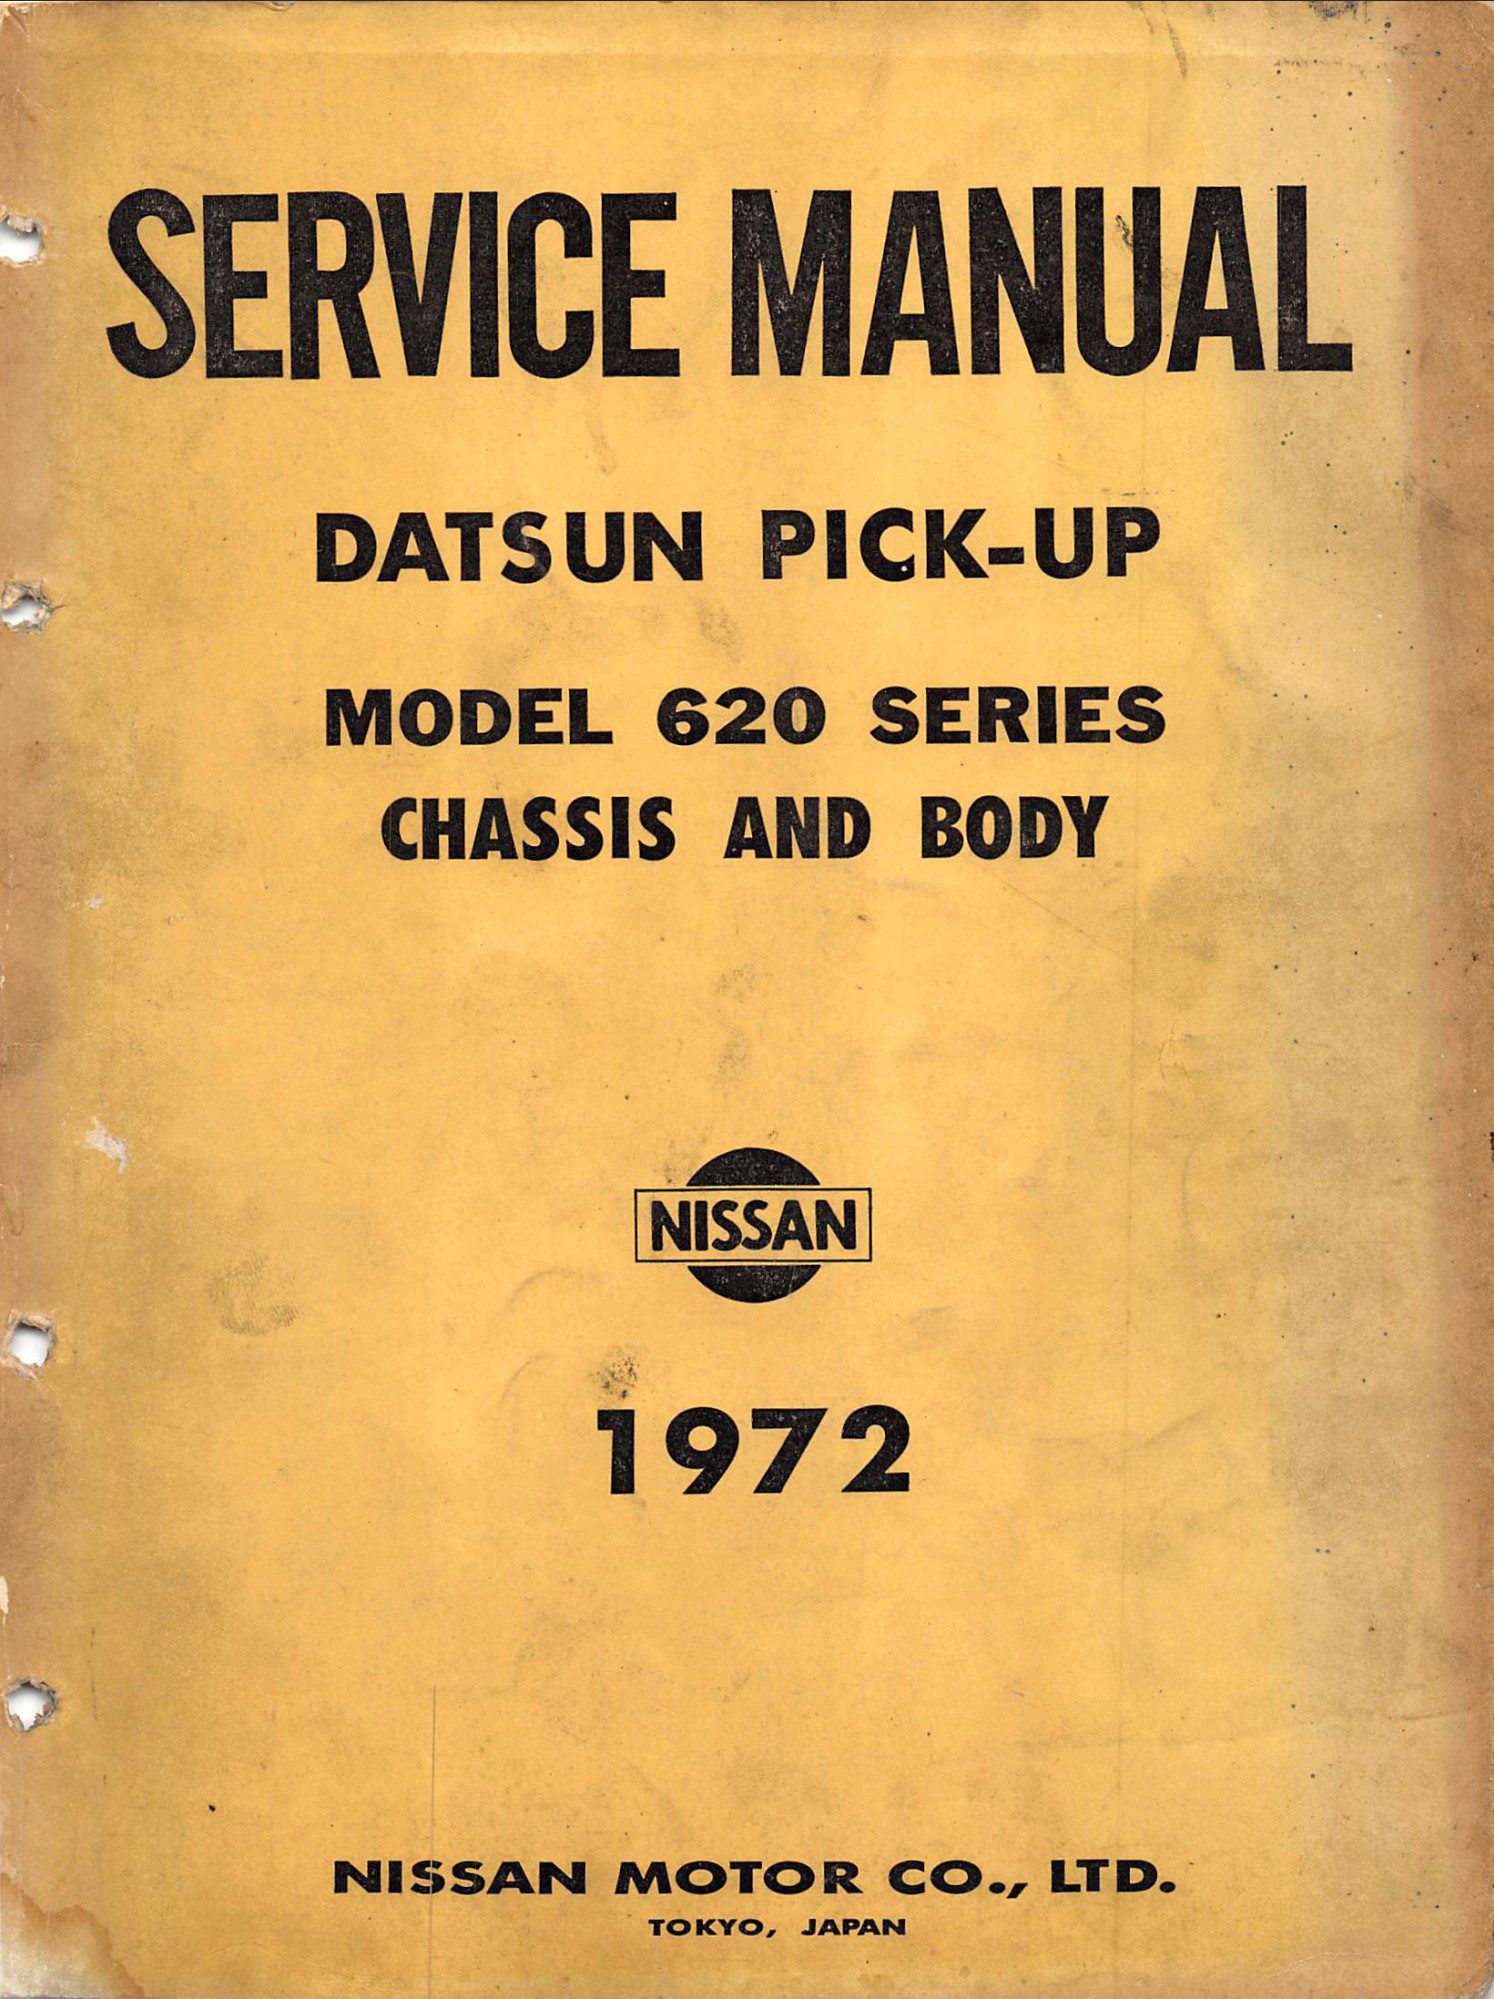 SERVICE MANUAL
DATSUN PICK-UP
MODEL 620 SERIES
CHASSIS AND BODY
NISSAN
1972
NISSAN MOTOR CO., LTD.
TOKYO, JAPAN